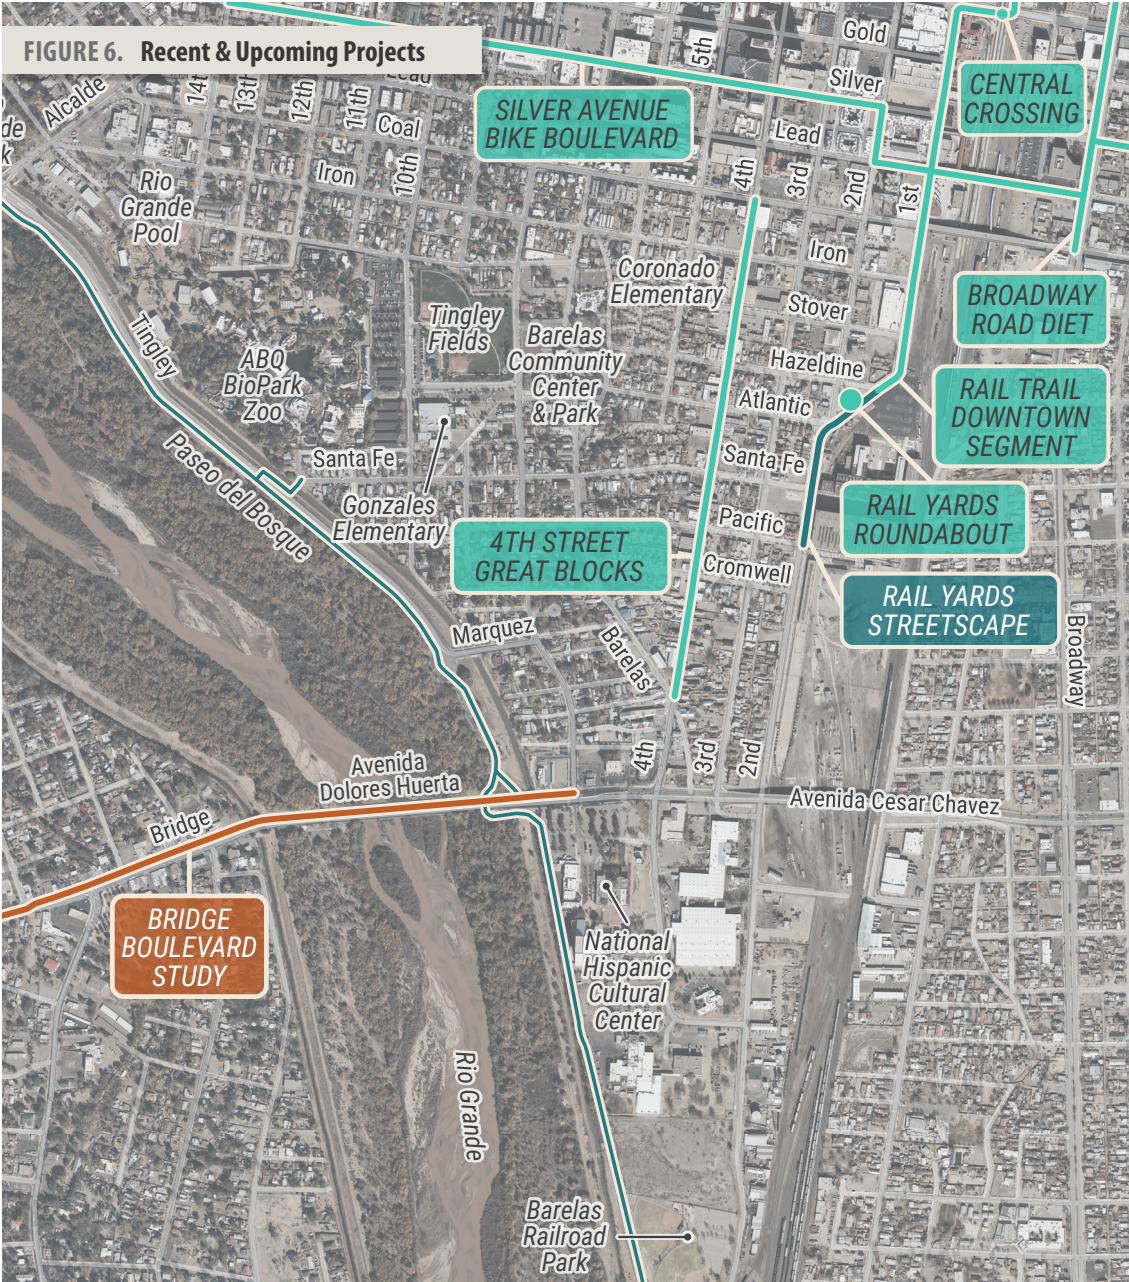 FIGURE 6. Recent & Upcoming Projects
Gold
5th
Silver
CENTRAL
CROSSING
SILVER AVENUE
BIKE BOULEVARD
Lead
Alcalde
14th
13th
12th
11th
Coal
10th
Iron
Lead
4th
3rd
2nd
1st
Rio
Grande
Pool
Iron
Coronado
Elementary
Stover
BROADWAY
ROAD DIET
Tingley
Fields
Tingley
ABQ
BioPark
Zoo
Barelas
Community
Center
& Park
Hazeldine
Atlantic
RAIL TRAIL
DOWNTOWN
SEGMENT
Santa Fe
Santa Fe
Paseo del Bosque
Gonzales
Elementary
4TH STREET
GREAT BLOCKS
Pacific
Cromwell
RAIL YARDS
ROUNDABOUT
RAIL YARDS
STREETSCAPE
Marquez
Barelas
Broadway
4th
3rd
2nd
Avenida
Dolores Huerta
Avenida Cesar Chavez
Bridge
BRIDGE
BOULEVARD
STUDY
National
Hispanic
Cultural
Center
Rio Grande
Barelas
Railroad
Park